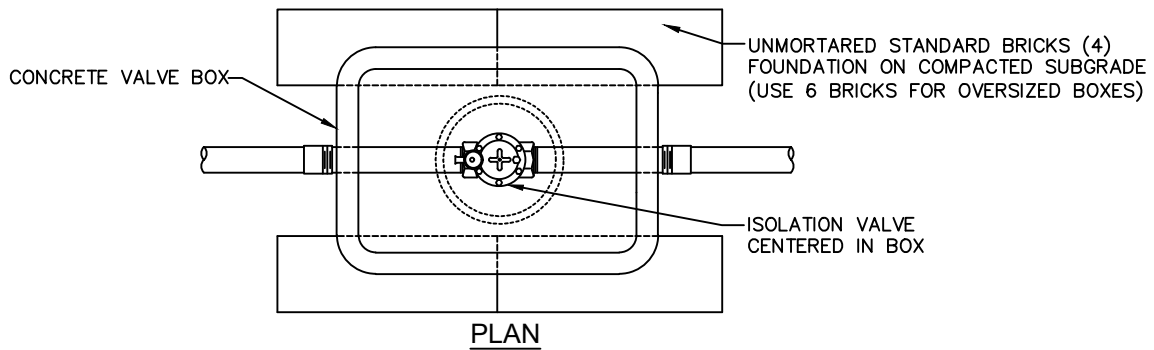 CONCRETE VALVE BOX
UNMORTARED STANDARD BRICKS (4)
FOUNDATION ON COMPACTED SUBGRADE
(USE 6 BRICKS FOR OVERSIZED BOXES)
ISOLATION VALVE
CENTERED IN BOX
PLAN